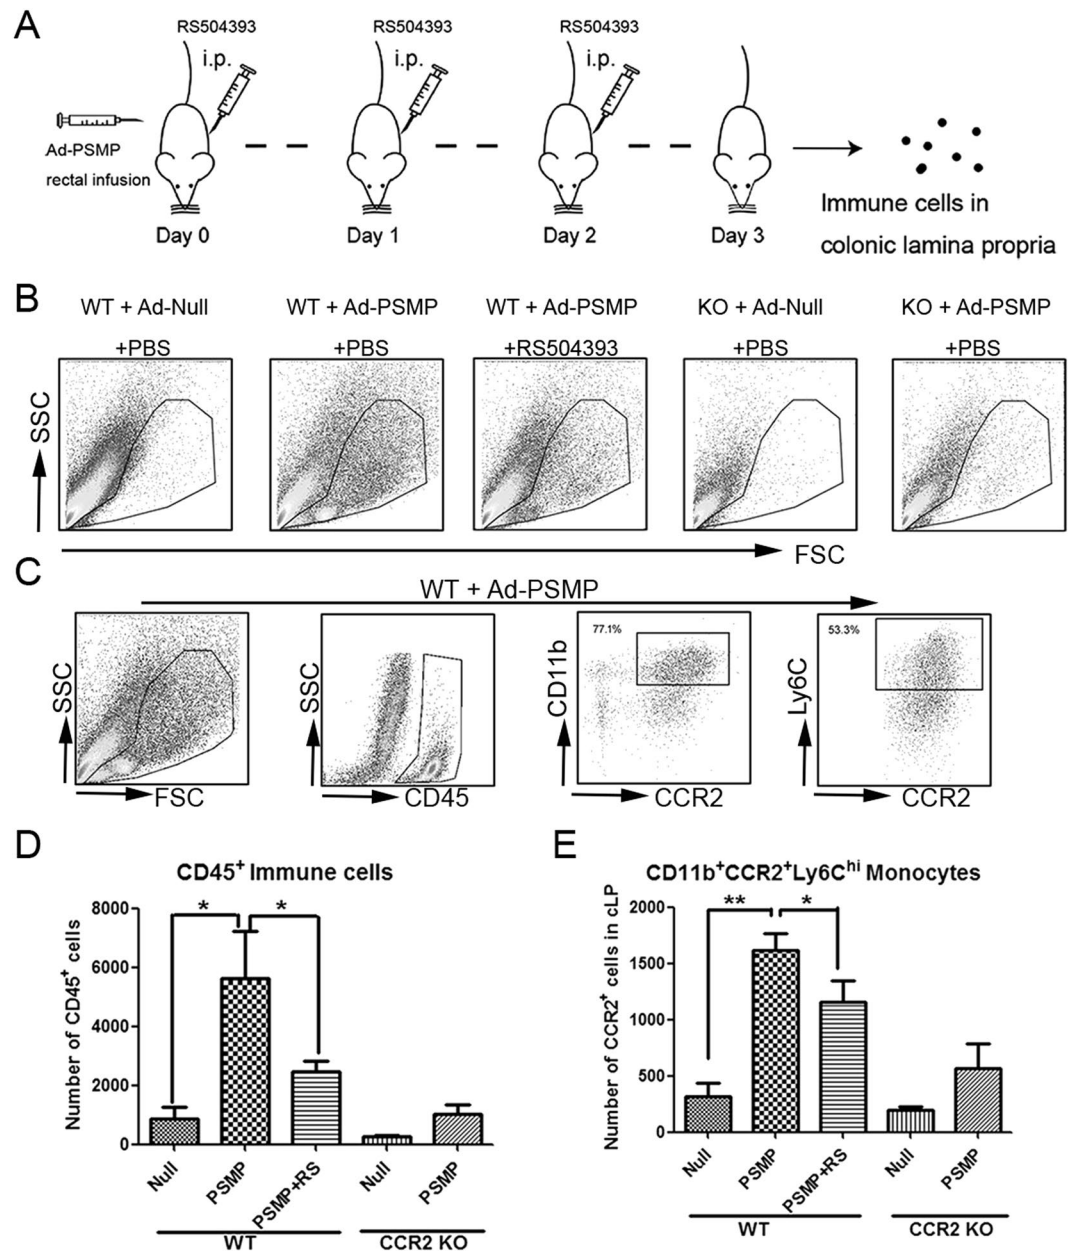 A
RS504393
RS504393
RS504393
i.p.
i.p.
i.p.
Ad-PSMP
rectal infusion
Day 0
Day 1
Day 2
Day 3
Immune cells in
colonic lamina propria
B
WT + Ad-Null
+PBS
WT + Ad-PSMP
+PBS
WT + Ad-PSMP
+RS504393
KO + Ad-Null
+PBS
KO + Ad-PSMP
+PBS
SSC
FSC
C
WT + Ad-PSMP
SSC
FSC
SSC
CD45
77.1%
CD11b
CCR2
53.3%
Ly6C
CCR2
D
CD45+ Immune cells
Number of CD45+ cells
8000
6000
4000
2000
0
*
*
Null
PSMP
PSMP+RS
Null
PSMP
WT
CCR2 KO
E
CD11b+CCR2+Ly6Chi Monocytes
Number of CCR2+ cells in cLP
2000
1500
1000
500
0
**
*
Null
PSMP
PSMP+RS
Null
PSMP
WT
CCR2 KO